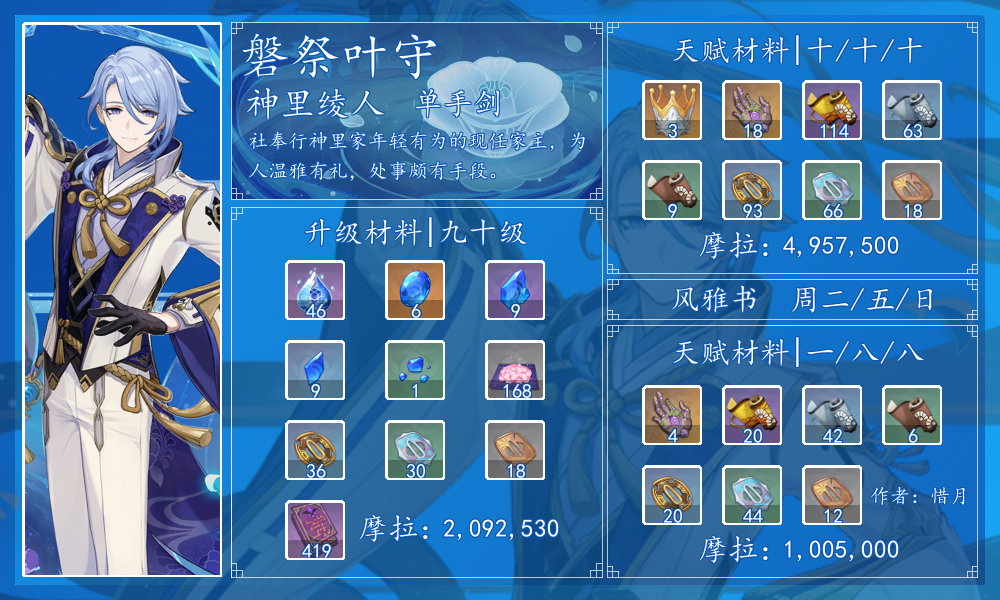 磐祭叶守
神里绫人 单手剑
社奉行神里家年轻有为的现任家主，为
人温雅有礼，处事颇有手段。
升级材料|九十级
46 6 9
9 1 168
36 30 18
419 摩拉：2,092,530
天赋材料|十/十/十
3 18 114 63
9 93 66 18
摩拉：4,957,500
风雅书 周二/五/日
天赋材料|一/八/八
4 20 42 6
20 44 12 作者：惜月
摩拉：1,005,000